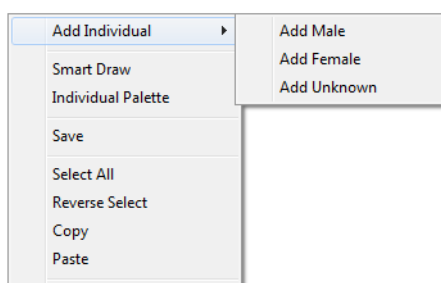 Add Individual
Add Male
Add Female
Add Unknown
Smart Draw
Individual Palette
Save
Select All
Reverse Select
Copy
Paste